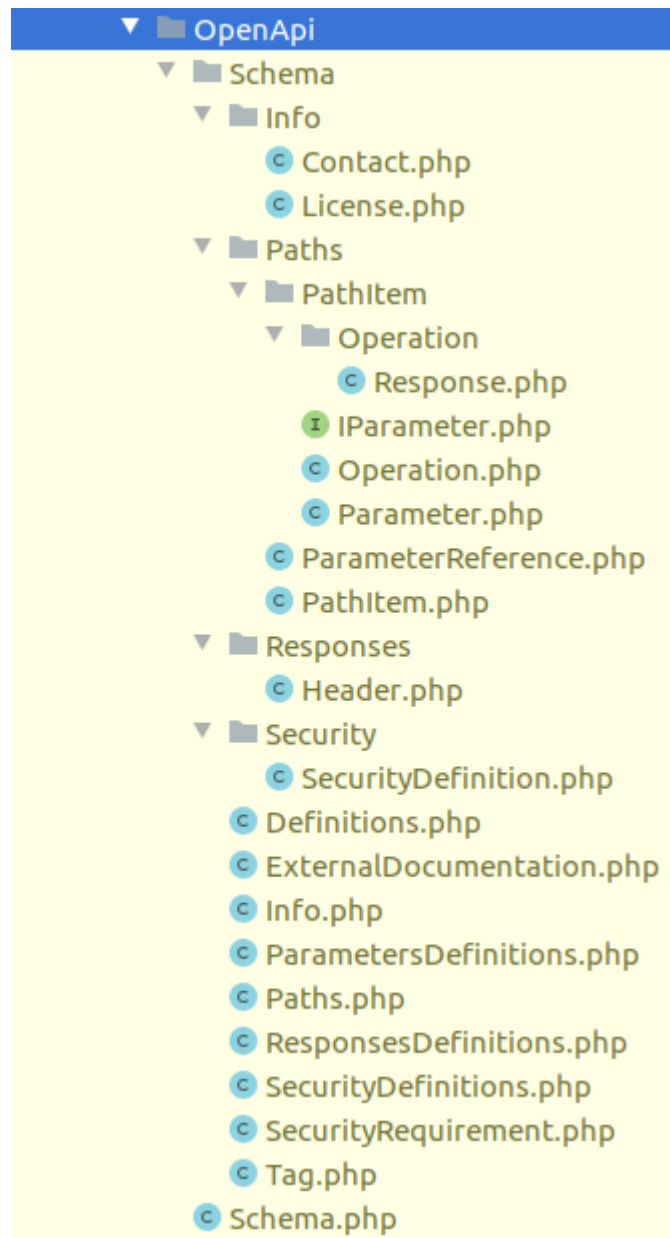 OpenApi
Schema
Info
C Contact.php
C License.php
Paths
PathItem
Operation
C Response.php
I IParameter.php
C Operation.php
C Parameter.php
C ParameterReference.php
C PathItem.php
Responses
C Header.php
Security
C SecurityDefinition.php
C Definitions.php
C ExternalDocumentation.php
C Info.php
C ParametersDefinitions.php
C Paths.php
C ResponsesDefinitions.php
C SecurityDefinitions.php
C SecurityRequirement.php
C Tag.php
C Schema.php